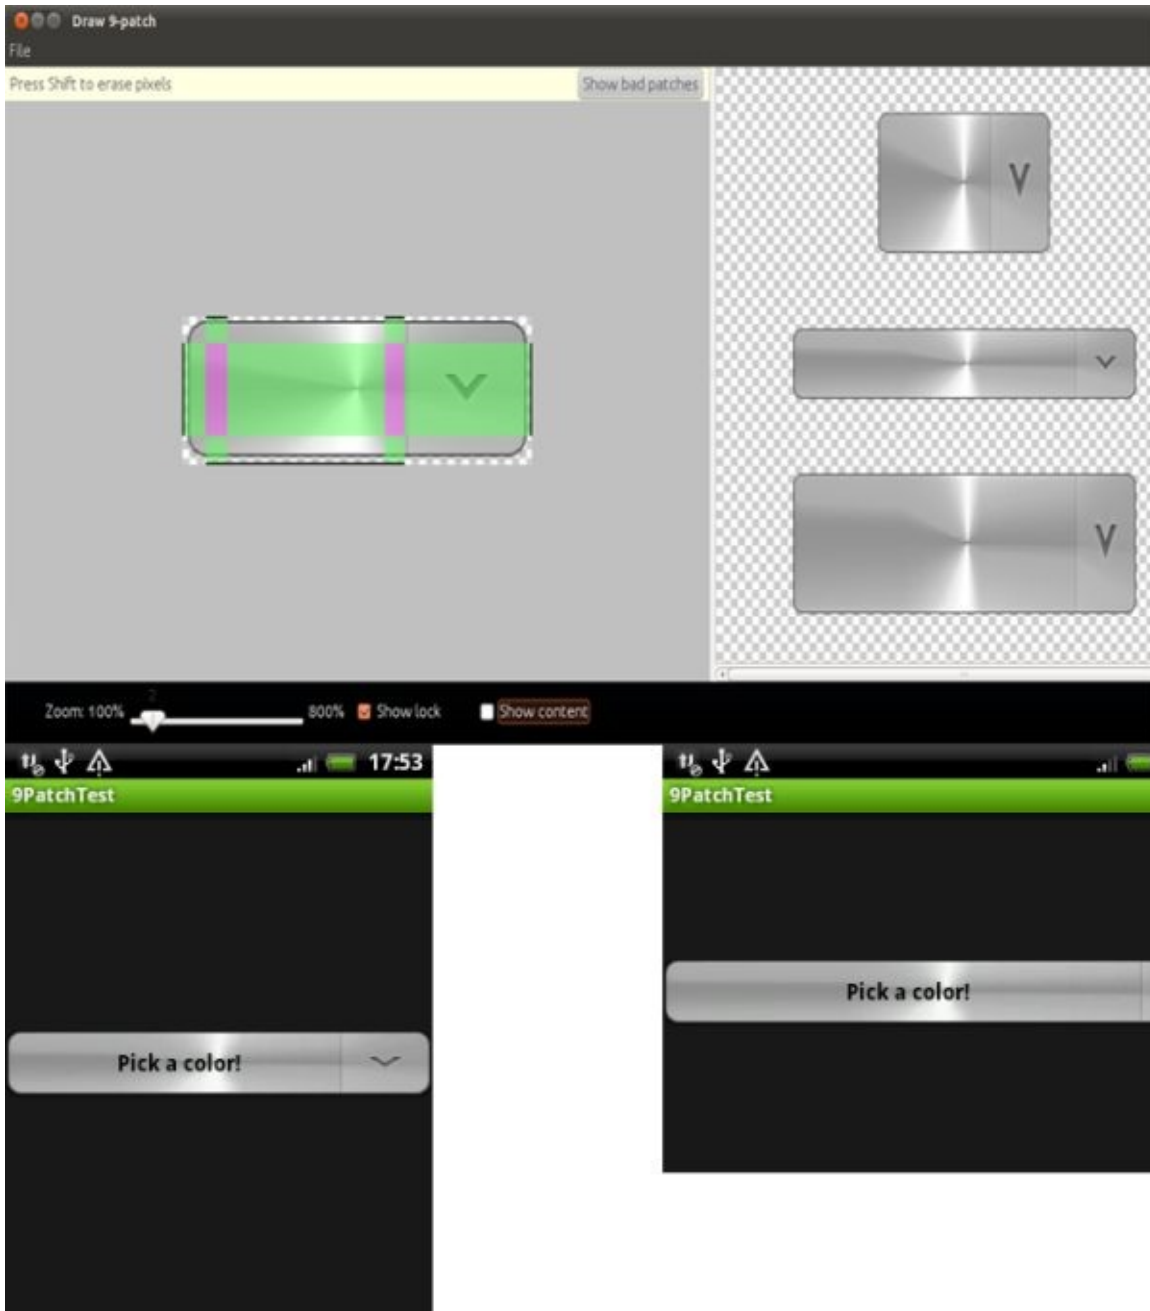 Draw 9-patch
File
Press Shift to erase pixels
Show bad patches
2
Zoom: 100%
800%
Show lock
Show content
17:53
9PatchTest
9PatchTest
Pick a color!
Pick a color!